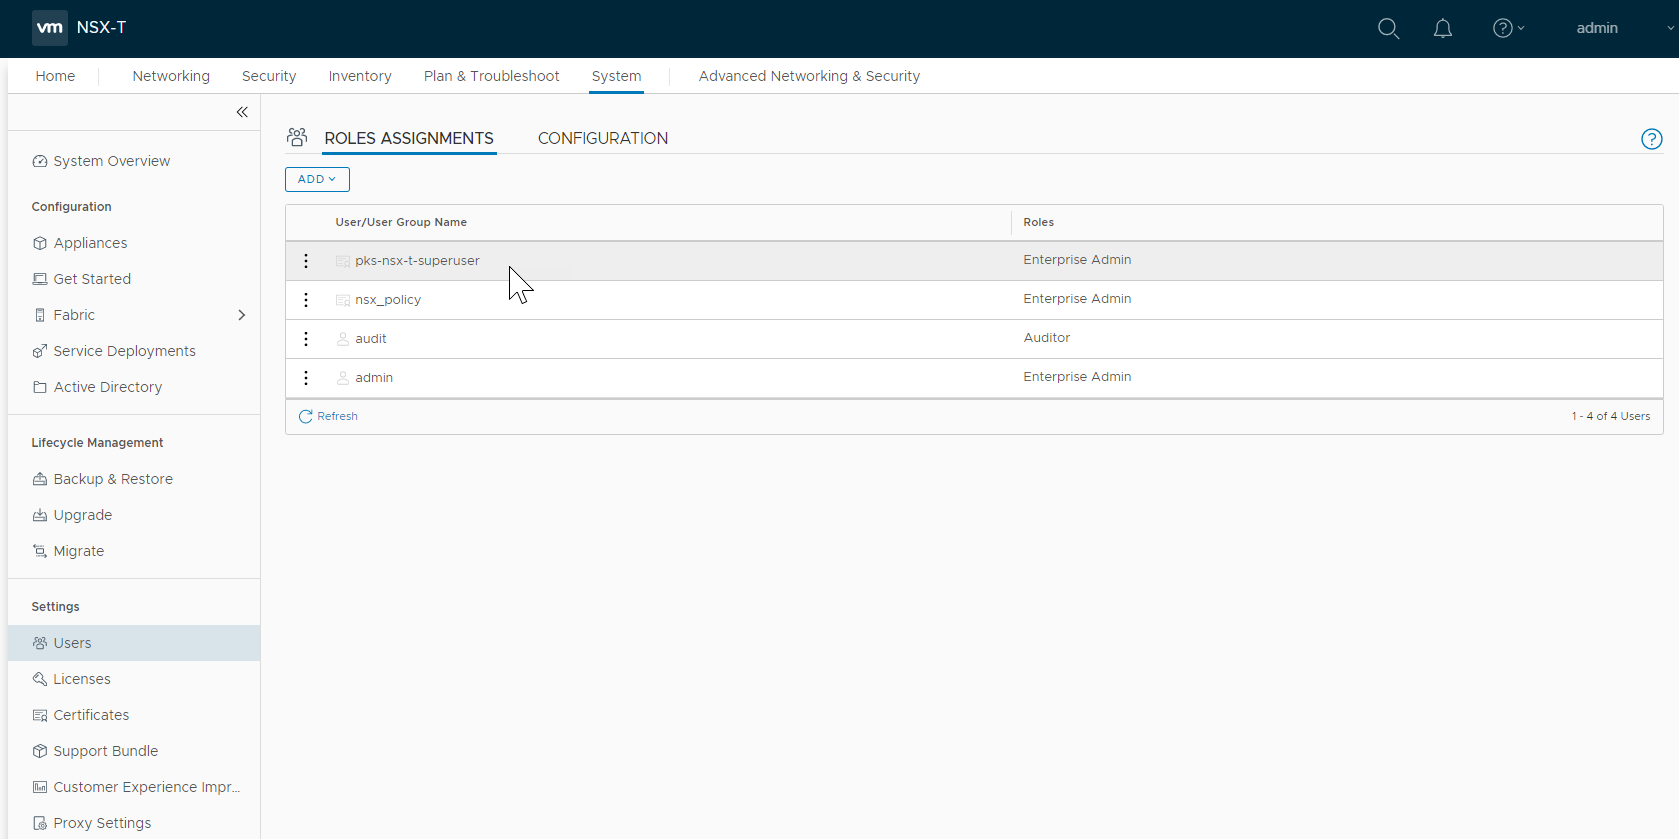 vm NSX-T
admin
Home Networking Security Inventory Plan & Troubleshoot System Advanced Networking & Security
System Overview
Configuration
Appliances
Get Started
Fabric
Service Deployments
Active Directory
Lifecycle Management
Backup & Restore
Upgrade
Migrate
Settings
Users
Licenses
Certificates
Support Bundle
Customer Experience Impr...
Proxy Settings
ROLES ASSIGNMENTS CONFIGURATION
ADD
User/User Group Name Roles
pks-nsx-t-superuser Enterprise Admin
nsx_policy Enterprise Admin
audit Auditor
admin Enterprise Admin
Refresh 1 - 4 of 4 Users